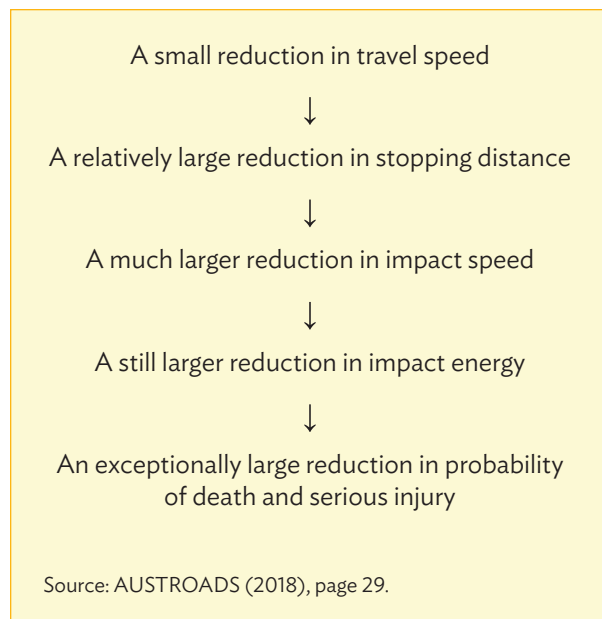 A small reduction in travel speed
↓
A relatively large reduction in stopping distance
↓
A much larger reduction in impact speed
↓
A still larger reduction in impact energy
↓
An exceptionally large reduction in probability
of death and serious injury
Source: AUSTROADS (2018), page 29.